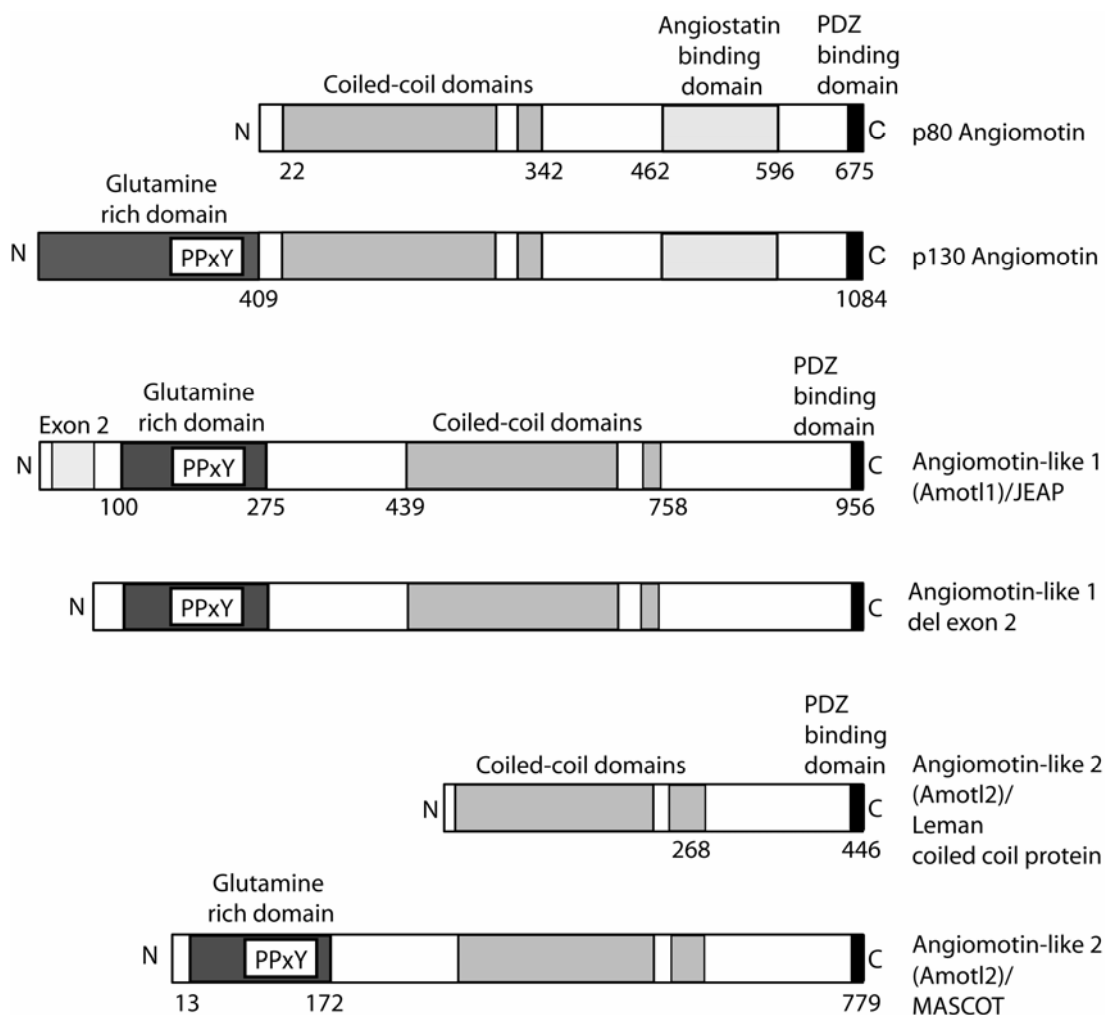 Angiostatin
binding
domain
PDZ
binding
domain
Coiled-coil domains
N
C
p80 Angiomotin
22
342
462
596
675
Glutamine
rich domain
N
PPxY
C
p130 Angiomotin
409
1084
PDZ
binding
domain
Exon 2
Glutamine
rich domain
Coiled-coil domains
N
PPxY
C
Angiomotin-like 1
(Amotl1)/JEAP
100
275
439
758
956
N
PPxY
C
Angiomotin-like 1
del exon 2
PDZ
binding
domain
Coiled-coil domains
N
C
Angiomotin-like 2
(Amotl2)/
Leman
coiled coil protein
268
446
Glutamine
rich domain
N
PPxY
C
Angiomotin-like 2
(Amotl2)/
MASCOT
13
172
779